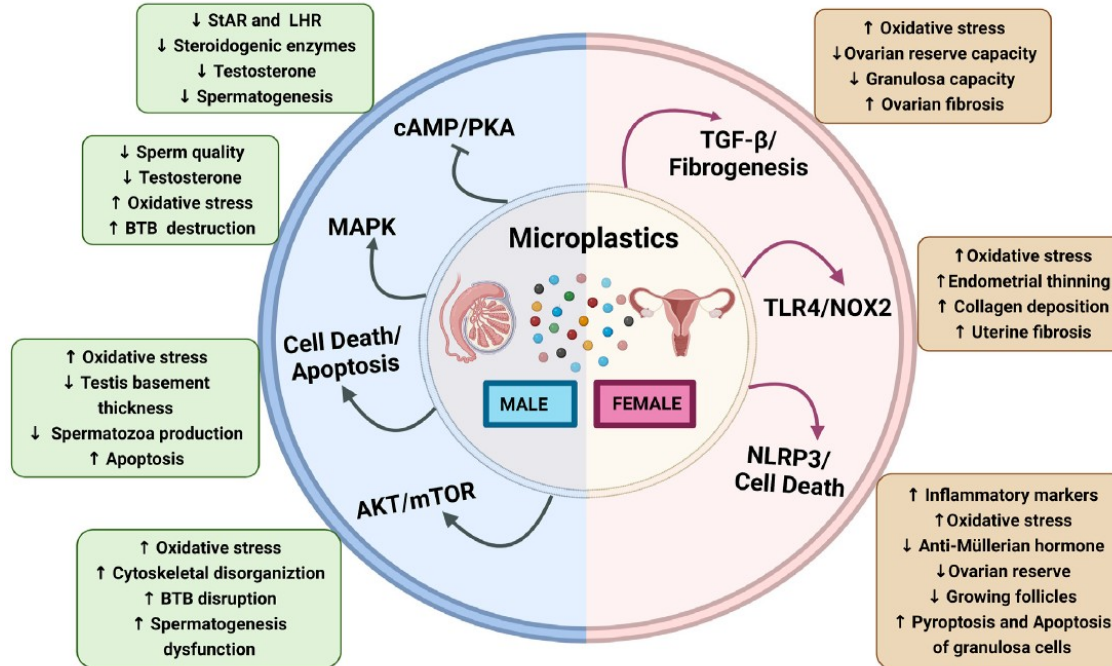 ↓ StAR and LHR
↓ Steroidogenic enzymes
↓ Testosterone
↓ Spermatogenesis
↓ Sperm quality
↓ Testosterone
↑ Oxidative stress
↑ BTB destruction
↑ Oxidative stress
↓ Testis basement
thickness
↓ Spermatozoa production
↑ Apoptosis
↑ Oxidative stress
↑ Cytoskeletal disorganiztion
↑ BTB disruption
↑ Spermatogenesis
dysfunction
cAMP/PKA
MAPK
Cell Death/
Apoptosis
AKT/mTOR
Microplastics
MALE
FEMALE
TGF-β/
Fibrogenesis
TLR4/NOX2
NLRP3/
Cell Death
↑ Oxidative stress
↓Ovarian reserve capacity
↓ Granulosa capacity
↑ Ovarian fibrosis
↑Oxidative stress
↑Endometrial thinning
↑ Collagen deposition
↑ Uterine fibrosis
↑ Inflammatory markers
↑Oxidative stress
↓ Anti-Müllerian hormone
↓Ovarian reserve
↓ Growing follicles
↑ Pyroptosis and Apoptosis
of granulosa cells